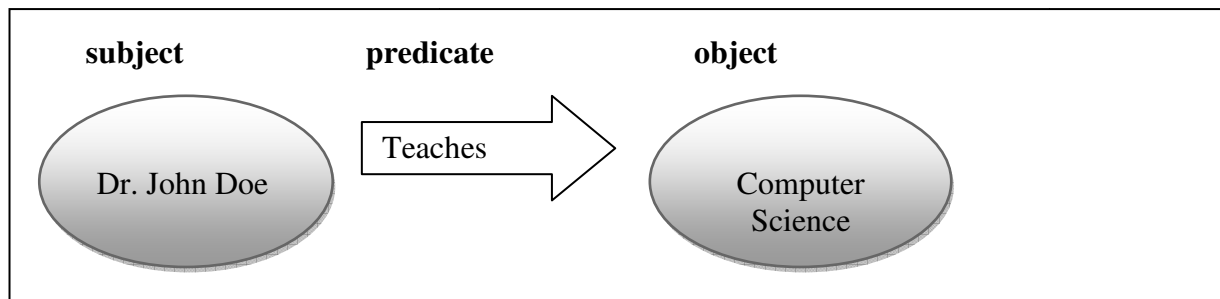 subject predicate object
Dr. John Doe
Teaches
Computer
Science